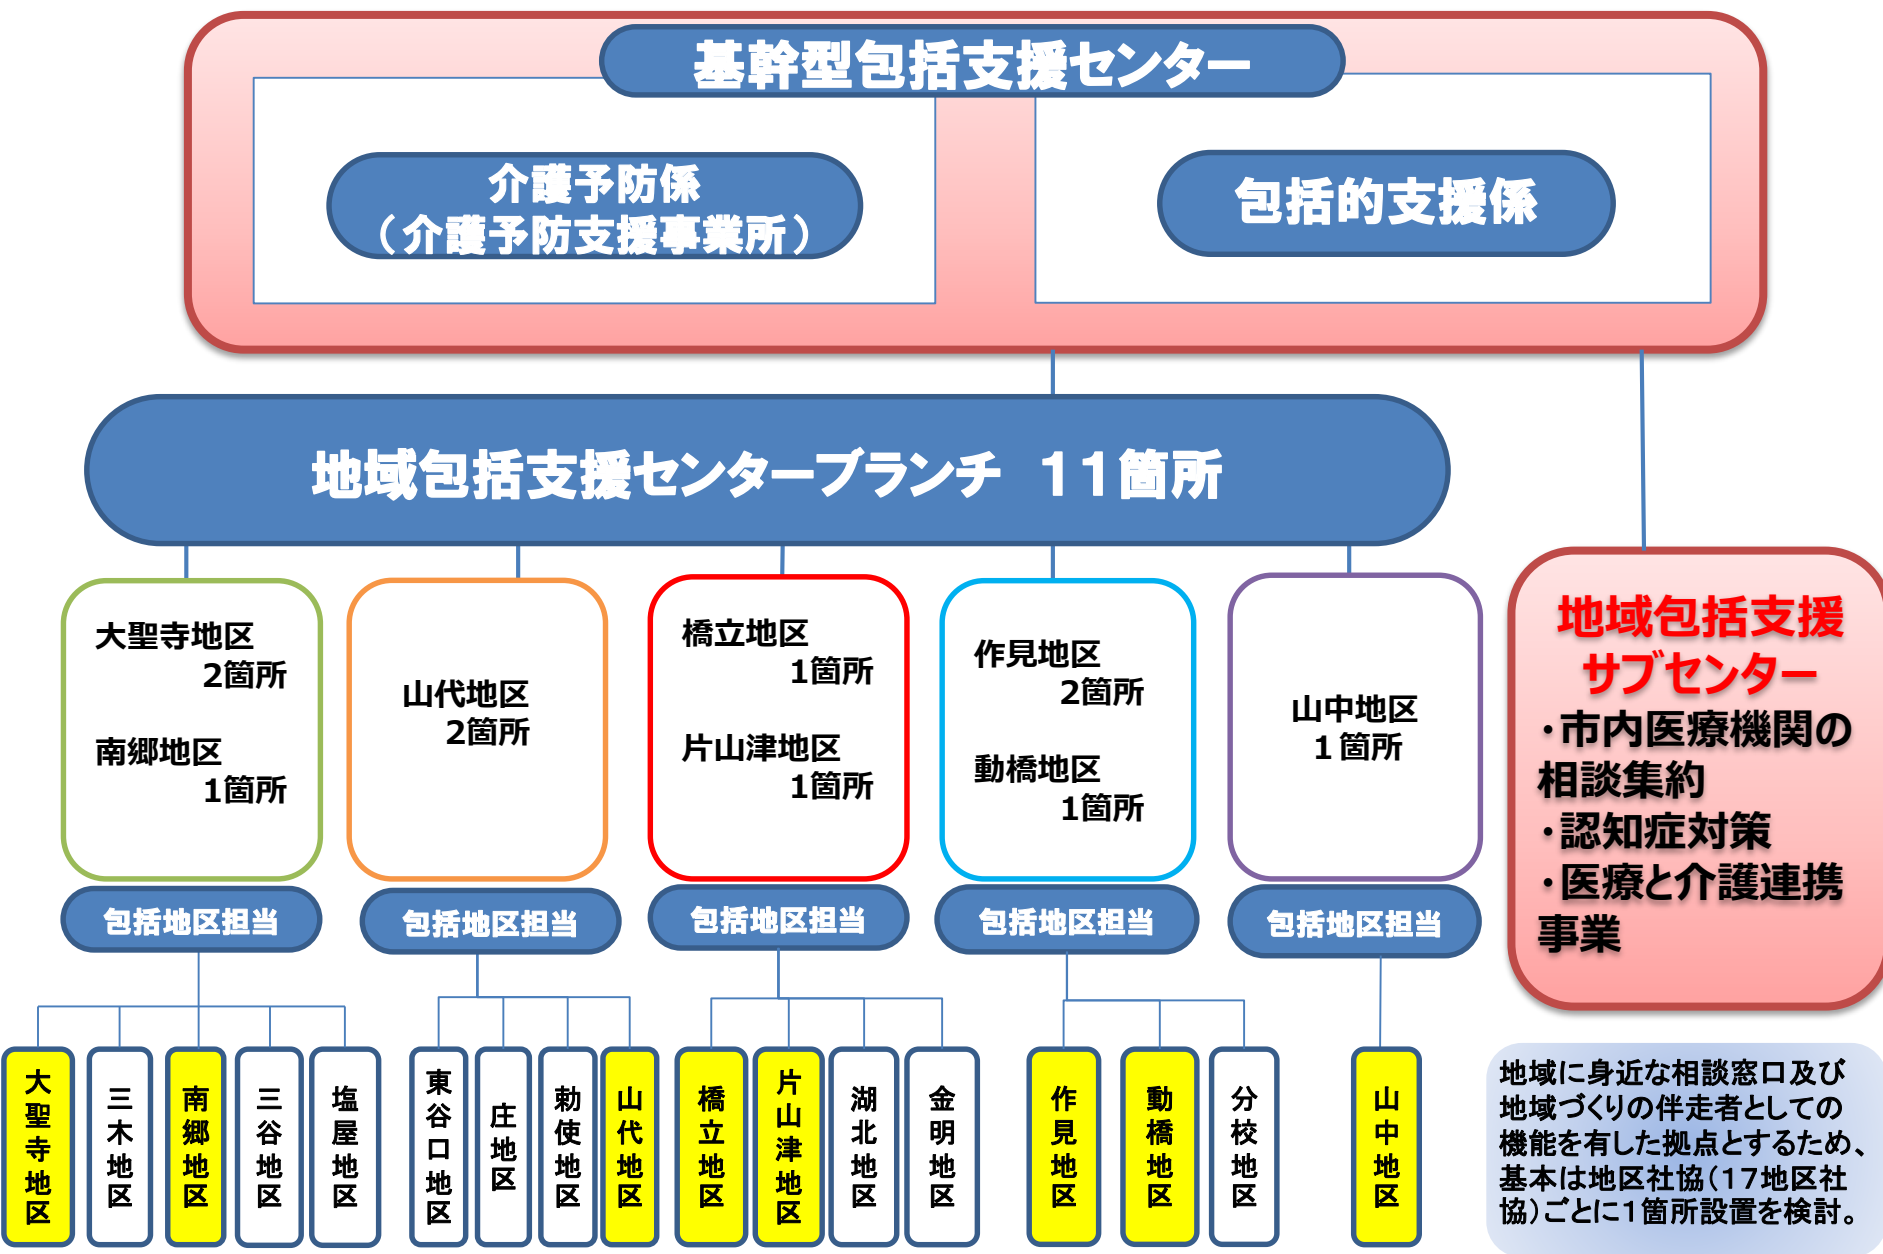 基幹型包括支援センター
介護予防係
（介護予防支援事業所）
包括的支援係
地域包括支援センターブランチ　11箇所
大聖寺地区
2箇所
南郷地区
1箇所
山代地区
2箇所
橋立地区
1箇所
片山津地区
1箇所
作見地区
2箇所
動橋地区
1箇所
山中地区
１箇所
地域包括支援
サブセンター
・市内医療機関の
相談集約
・認知症対策
・医療と介護連携
事業
包括地区担当
包括地区担当
包括地区担当
包括地区担当
包括地区担当
大聖寺地区
三木地区
南郷地区
三谷地区
塩屋地区
東谷口地区
庄地区
勅使地区
山代地区
橋立地区
片山津地区
湖北地区
金明地区
作見地区
動橋地区
分校地区
山中地区
地域に身近な相談窓口及び
地域づくりの伴走者としての
機能を有した拠点とするため、
基本は地区社協（１７地区社
協）ごとに１箇所設置を検討。